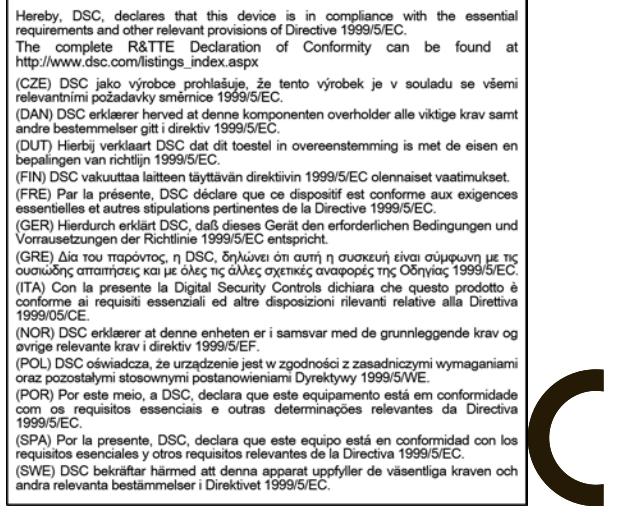 Hereby, DSC, declares that this device is in compliance with the essential
requirements and other relevant provisions of Directive 1999/5/EC.
The complete R&TTE Declaration of Conformity can be found at
http://www.dsc.com/listings_index.aspx
(CZE) DSC jako výrobce prohlašuje, že tento výrobek je v souladu se všemi
relevantními požadavky směrnice 1999/5/EC.
(DAN) DSC erklærer herved at denne komponenten overholder alle viktige krav samt
andre bestemmelser gitt i direktiv 1999/5/EC.
(DUT) Hierbij verklaart DSC dat dit toestel in overeenstemming is met de eisen en
bepalingen van richtlijn 1999/5/EC.
(FIN) DSC vakuuttaa laitteen täyttävän direktiivin 1999/5/EC olennaiset vaatimukset.
(FRE) Par la présente, DSC déclare que ce dispositif est conforme aux exigences
essentielles et autres stipulations pertinentes de la Directive 1999/5/EC.
(GER) Hierdurch erklärt DSC, daß dieses Gerät den erforderlichen Bedingungen und
Vorrausetzungen der Richtlinie 1999/5/EC entspricht.
(GRE) Δία του παρόντος, η DSC, δηλώνει ότι αυτή η συσκευή είναι σύμφωνη με τις
ουσιώδης απαιτήσεις και με όλες τις άλλες σχετικές αναφορές της Οδηγίας 1999/5/EC.
(ITA) Con la presente la Digital Security Controls dichiara che questo prodotto è
conforme ai requisiti essenziali ed altre disposizioni rilevanti relative alla Direttiva
1999/05/CE.
(NOR) DSC erklærer at denne enheten er i samsvar med de grunnleggende krav og
øvrige relevante krav i direktiv 1999/5/EF.
(POL) DSC oświadcza, że urządzenie jest w zgodności z zasadniczymi wymaganiami
oraz pozostałymi stosownymi postanowieniami Dyrektywy 1999/5/WE.
(POR) Por este meio, a DSC, declara que este equipamento está em conformidade
com os requisitos essenciais e outras determinações relevantes da Directiva
1999/5/EC.
(SPA) Por la presente, DSC, declara que este equipo está en conformidad con los
requisitos esenciales y otros requisitos relevantes de la Directiva 1999/5/EC.
(SWE) DSC bekräftar härmed att denna apparat uppfyller de väsentliga kraven och
andra relevanta bestämmelser i Direktivet 1999/5/EC.